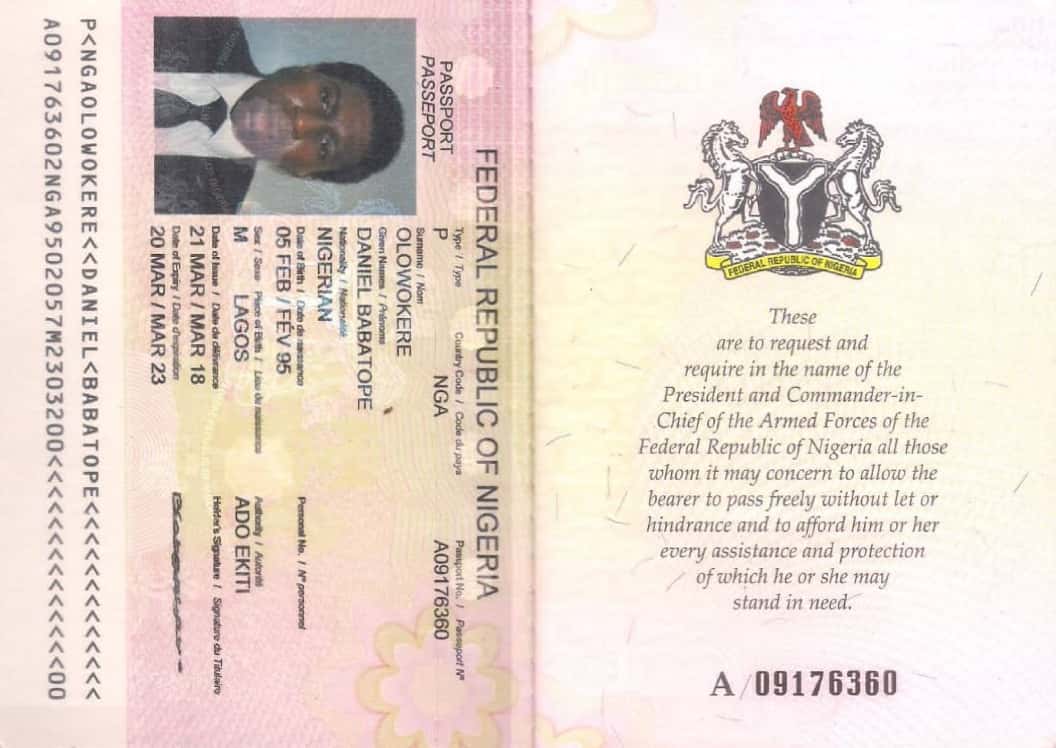 FEDERAL REPUBLIC OF NIGERIA
PASSPORT
PASSEPORT
Type / Type Country Code / Code du pays Passport No. / Passeport N°
P NGA A09176360
Surname / Nom
OLOWOKERE
Given Names / Prénoms
DANIEL BABATOPE
Nationality / Nationalité
NIGERIAN
Date of Birth / Date de naissance Personal No. / N° personnel
05 FEB / FÉV 95
Sex / Sexe Place of Birth / Lieu de naissance Authority / Autorité
M LAGOS ADO EKITI
Date of Issue / Date de délivrance Holder's Signature / Signature du Titulaire
21 MAR / MAR 18
Date of Expiry / Date d'expiration
20 MAR / MAR 23
P<NGAOLOWOKERE<<DANIEL<BABATOPE<<<<<<<<<<<<<
A091763602NGA9502057M2303200<<<<<<<<<<<<<<00
FEDERAL REPUBLIC OF NIGERIA
These
are to request and
require in the name of the
President and Commander-in-
Chief of the Armed Forces of the
Federal Republic of Nigeria all those
whom it may concern to allow the
bearer to pass freely without let or
hindrance and to afford him or her
every assistance and protection
of which he or she may
stand in need.
A/09176360